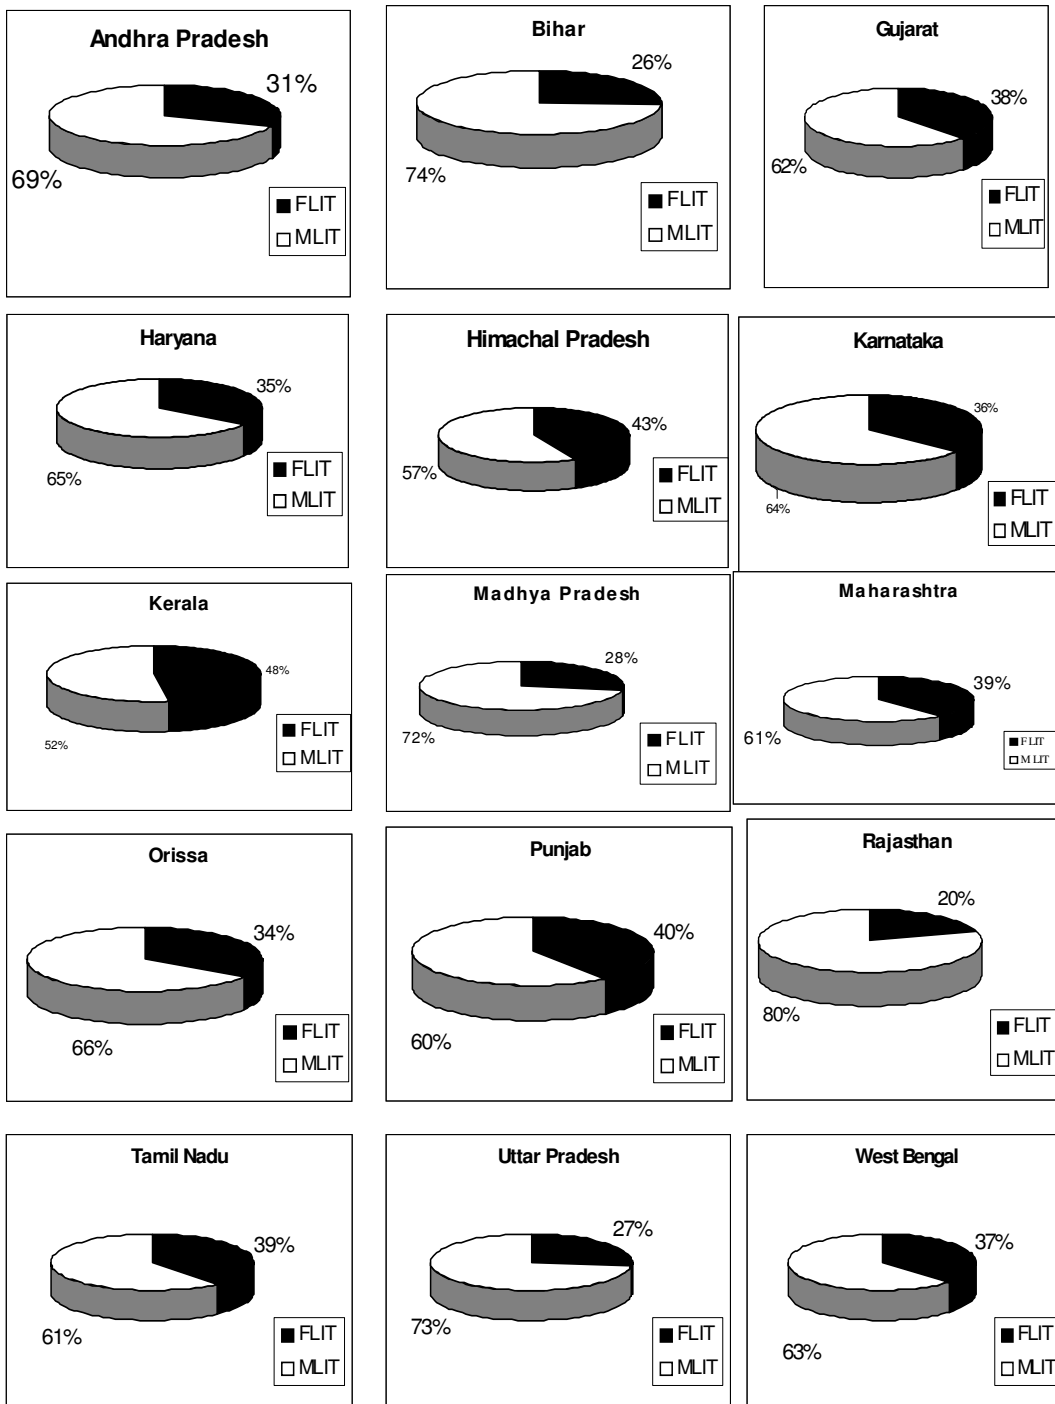 Andhra Pradesh
31%
69%
FLIT
MLIT
Bihar
26%
74%
FLIT
MLIT
Gujarat
38%
62%
FLIT
MLIT
Haryana
35%
65%
FLIT
MLIT
Himachal Pradesh
43%
57%
FLIT
MLIT
Karnataka
36%
64%
FLIT
MLIT
Kerala
48%
52%
FLIT
MLIT
Madhya Pradesh
28%
72%
FLIT
MLIT
Maharashtra
39%
61%
FLIT
MLIT
Orissa
34%
66%
FLIT
MLIT
Punjab
40%
60%
FLIT
MLIT
Rajasthan
20%
80%
FLIT
MLIT
Tamil Nadu
39%
61%
FLIT
MLIT
Uttar Pradesh
27%
73%
FLIT
MLIT
West Bengal
37%
63%
FLIT
MLIT